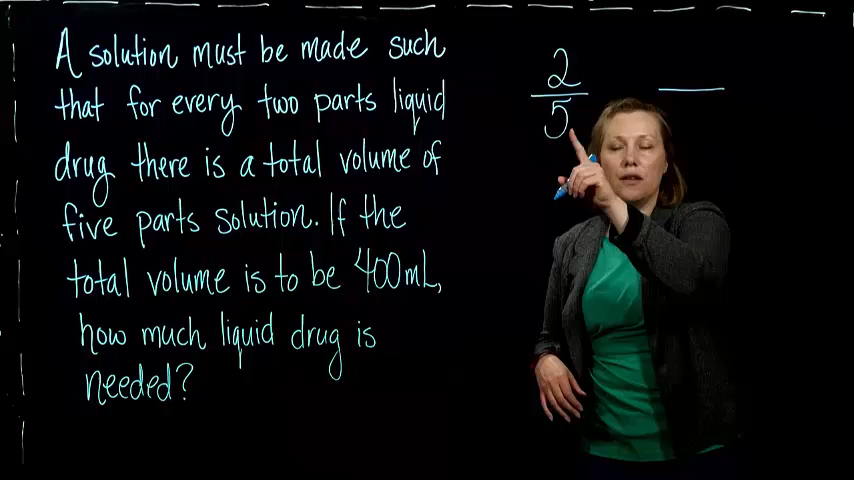 A solution must be made such
that for every two parts liquid
drug there is a total volume of
five parts solution. If the
total volume is to be 400mL,
how much liquid drug is
needed?
2
5